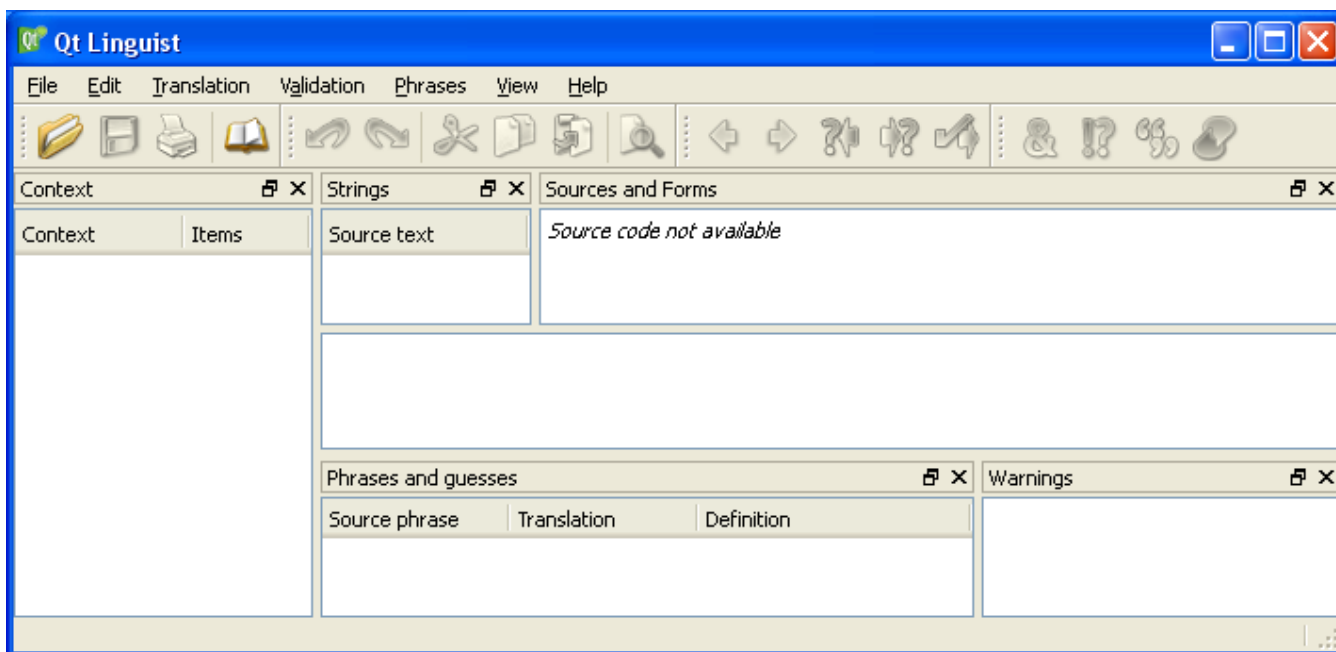 Qt Linguist
File Edit Translation Validation Phrases View Help
Context Strings Sources and Forms
Context Items Source text Source code not available
Phrases and guesses Warnings
Source phrase Translation Definition